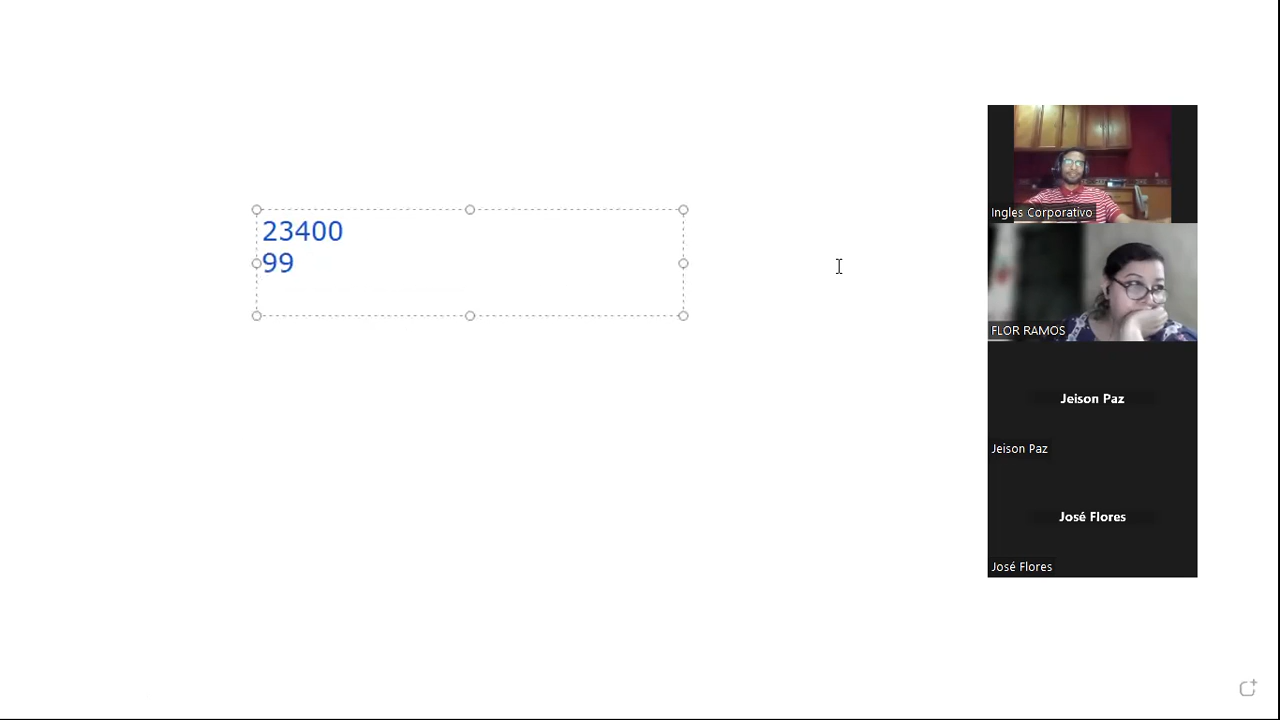 23400
99
Ingles Corporativo
FLOR RAMOS
Jeison Paz
Jeison Paz
José Flores
José Flores